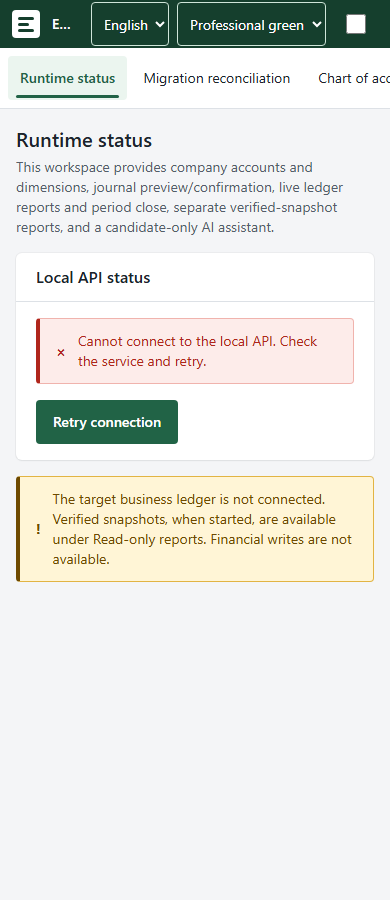 E...
English
Professional green
Runtime status
Migration reconciliation
Chart of acc
Runtime status
This workspace provides company accounts and
dimensions, journal preview/confirmation, live ledger
reports and period close, separate verified-snapshot
reports, and a candidate-only AI assistant.
Local API status
× Cannot connect to the local API. Check
the service and retry.
Retry connection
The target business ledger is not connected.
Verified snapshots, when started, are available
! under Read-only reports. Financial writes are not
available.